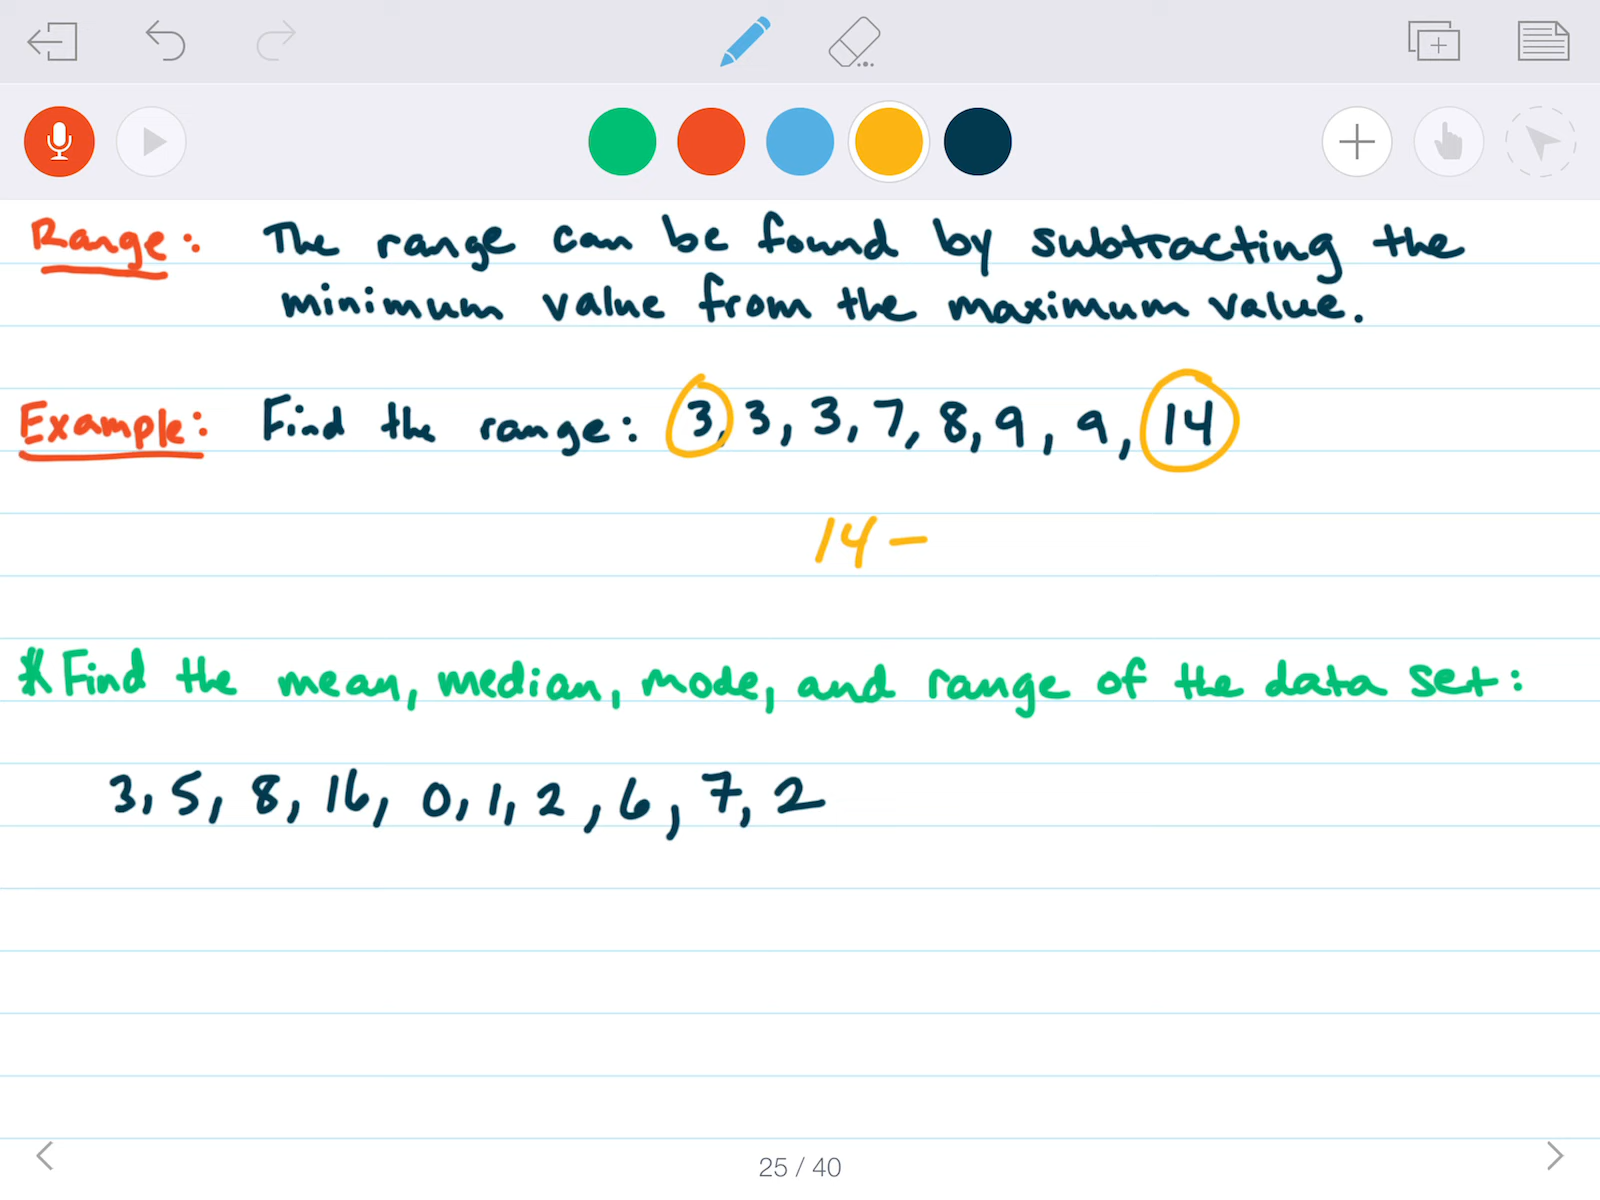 Range: The range can be found by subtracting the
minimum value from the maximum value.
Example: Find the range: 3, 3, 3, 7, 8, 9, 9, 14
14 -
* Find the mean, median, mode, and range of the data set:
3, 5, 8, 16, 0, 1, 2, 6, 7, 2
25 / 40